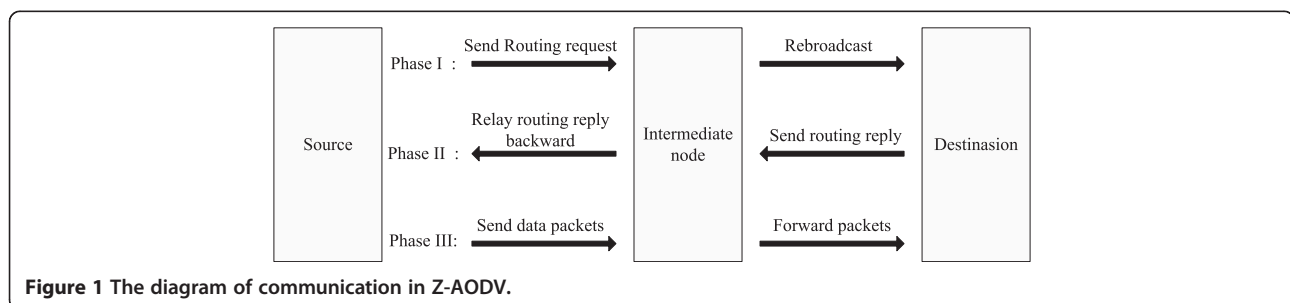 Source
Phase I :
Send Routing request
Rebroadcast
Phase II :
Relay routing reply
backward
Intermediate
node
Send routing reply
Destinasion
Phase III:
Send data packets
Forward packets
Figure 1 The diagram of communication in Z-AODV.